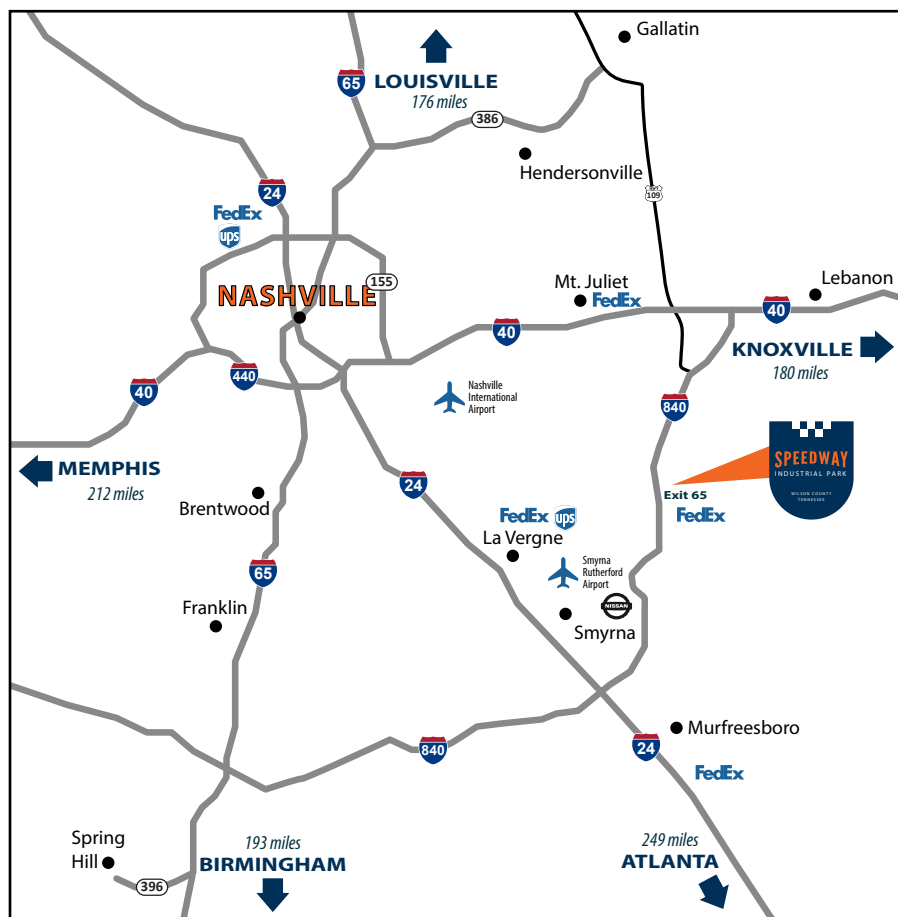 Gallatin
65
LOUISVILLE
176 miles
386
Hendersonville
24
109
FedEx
ups
155
NASHVILLE
Mt. Juliet
FedEx
Lebanon
40
40
KNOXVILLE
180 miles
440
40
Nashville
International
Airport
840
SPEEDWAY
INDUSTRIAL PARK
WILSON COUNTY
TENNESSEE
MEMPHIS
212 miles
24
Brentwood
Exit 65
FedEx
FedEx
ups
La Vergne
65
Smyrna
Rutherford
Airport
Franklin
NISSAN
Smyrna
Murfreesboro
840
24
FedEx
Spring
Hill
193 miles
BIRMINGHAM
249 miles
ATLANTA
396